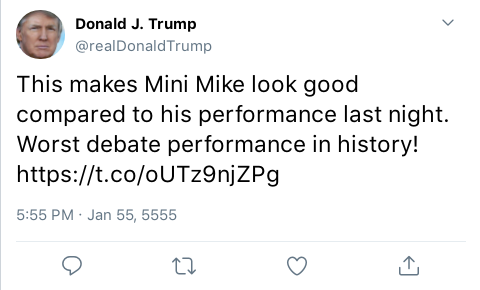 Donald J. Trump
@realDonaldTrump
This makes Mini Mike look good
compared to his performance last night.
Worst debate performance in history!
https://t.co/oUTz9njZPg
5:55 PM · Jan 55, 5555